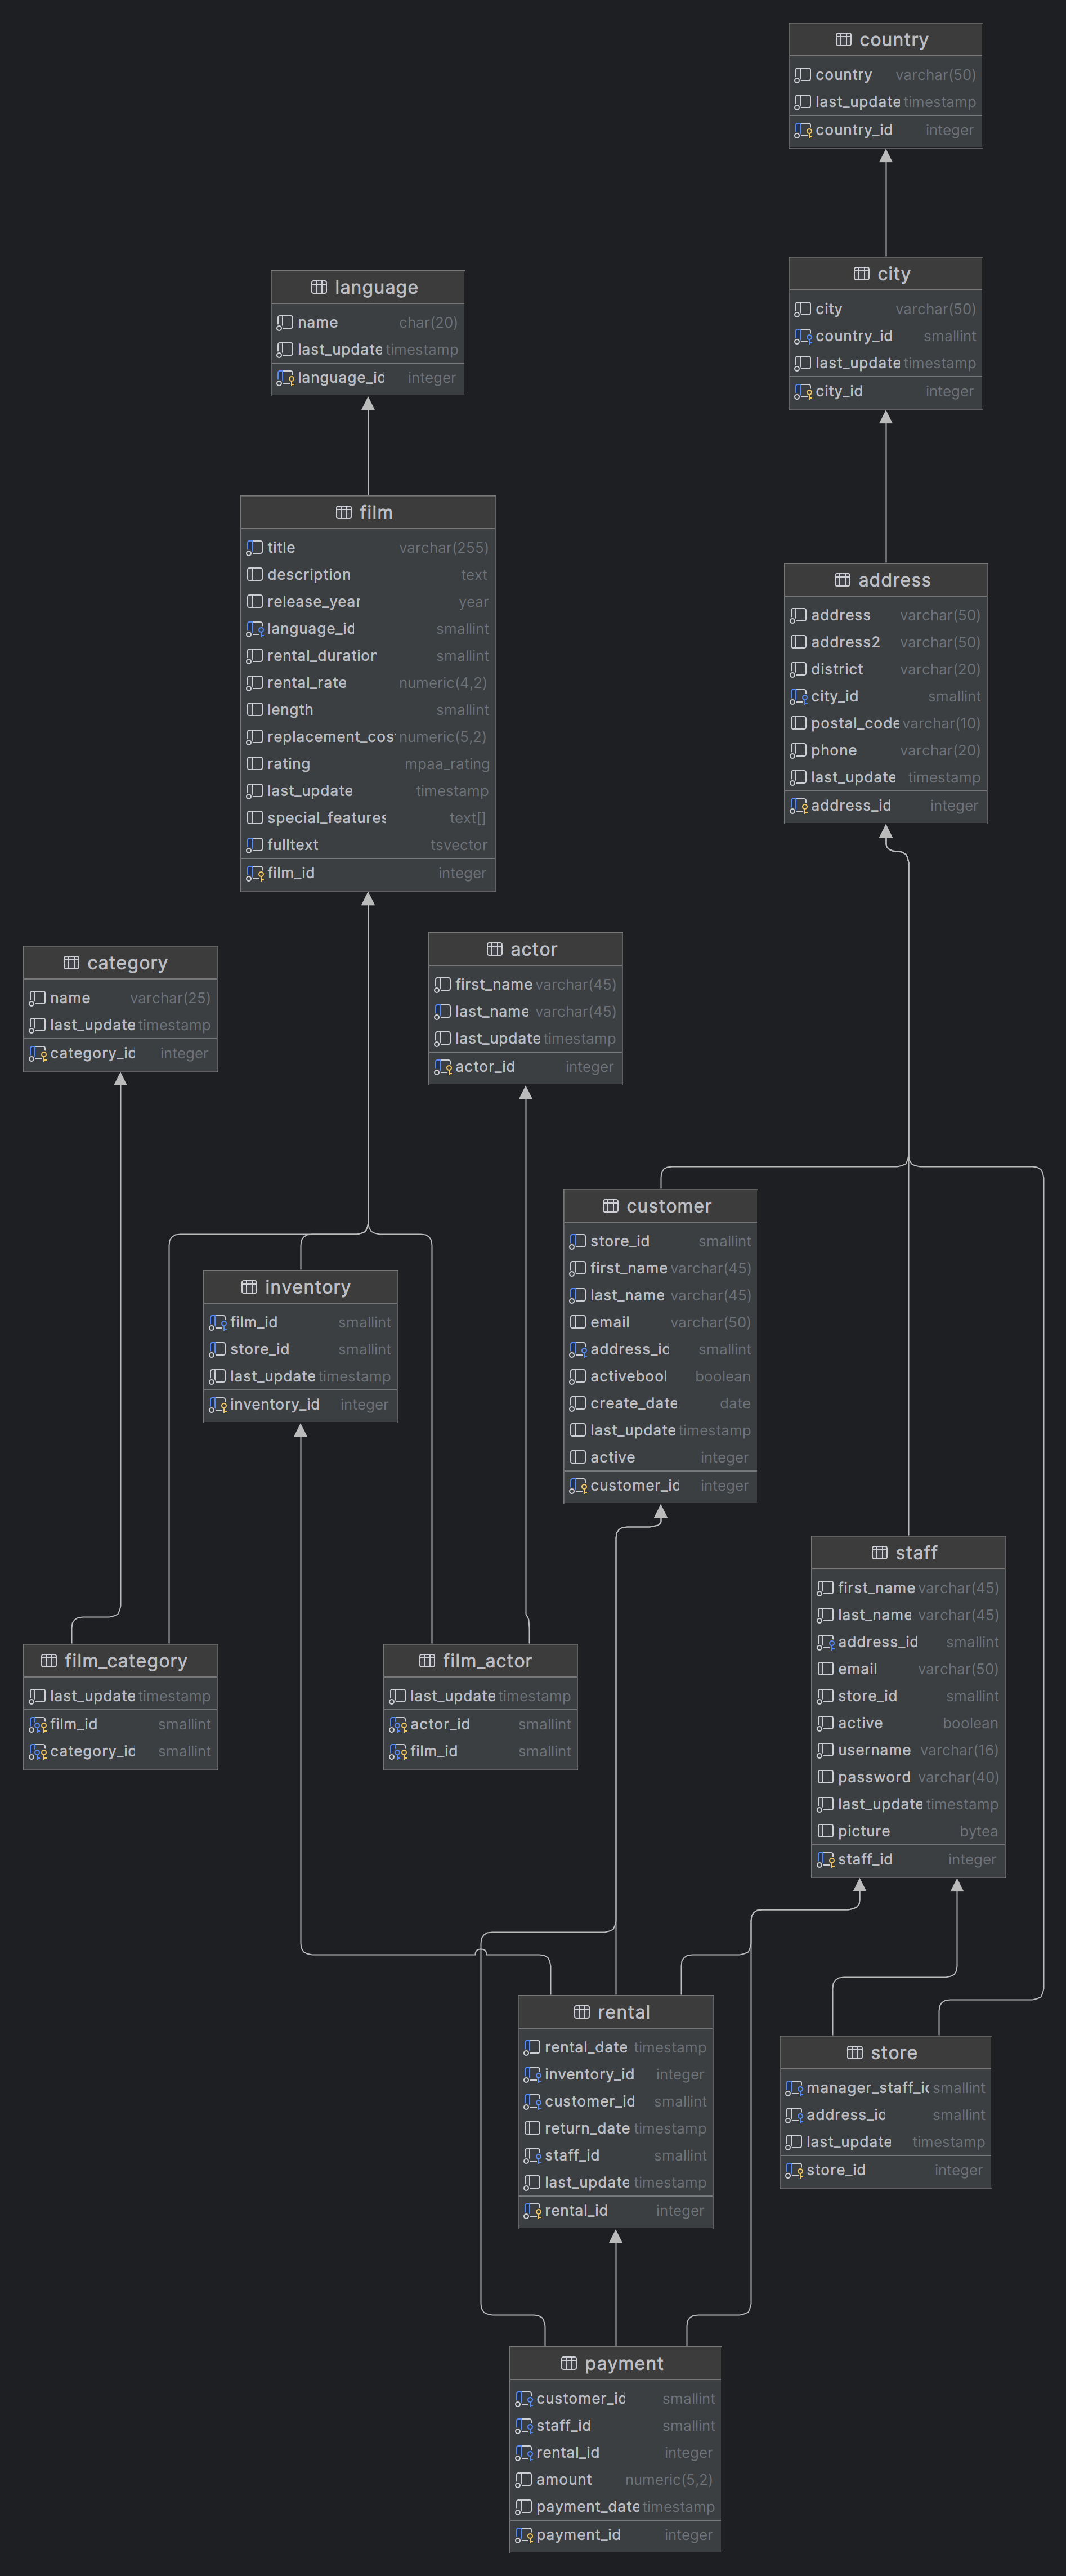 country
country varchar(50)
last_update timestamp
country_id integer
city
city varchar(50)
country_id smallint
last_update timestamp
city_id integer
language
name char(20)
last_update timestamp
language_id integer
film
title varchar(255)
description text
release_year year
language_id smallint
rental_duration smallint
rental_rate numeric(4,2)
length smallint
replacement_cos numeric(5,2)
rating mpaa_rating
last_update timestamp
special_features text[]
fulltext tsvector
film_id integer
address
address varchar(50)
address2 varchar(50)
district varchar(20)
city_id smallint
postal_code varchar(10)
phone varchar(20)
last_update timestamp
address_id integer
category
name varchar(25)
last_update timestamp
category_id integer
actor
first_name varchar(45)
last_name varchar(45)
last_update timestamp
actor_id integer
customer
store_id smallint
first_name varchar(45)
last_name varchar(45)
email varchar(50)
address_id smallint
activebool boolean
create_date date
last_update timestamp
active integer
customer_id integer
inventory
film_id smallint
store_id smallint
last_update timestamp
inventory_id integer
staff
first_name varchar(45)
last_name varchar(45)
address_id smallint
email varchar(50)
store_id smallint
active boolean
username varchar(16)
password varchar(40)
last_update timestamp
picture bytea
staff_id integer
film_category
last_update timestamp
film_id smallint
category_id smallint
film_actor
last_update timestamp
actor_id smallint
film_id smallint
rental
rental_date timestamp
inventory_id integer
customer_id smallint
return_date timestamp
staff_id smallint
last_update timestamp
rental_id integer
store
manager_staff_id smallint
address_id smallint
last_update timestamp
store_id integer
payment
customer_id smallint
staff_id smallint
rental_id integer
amount numeric(5,2)
payment_date timestamp
payment_id integer